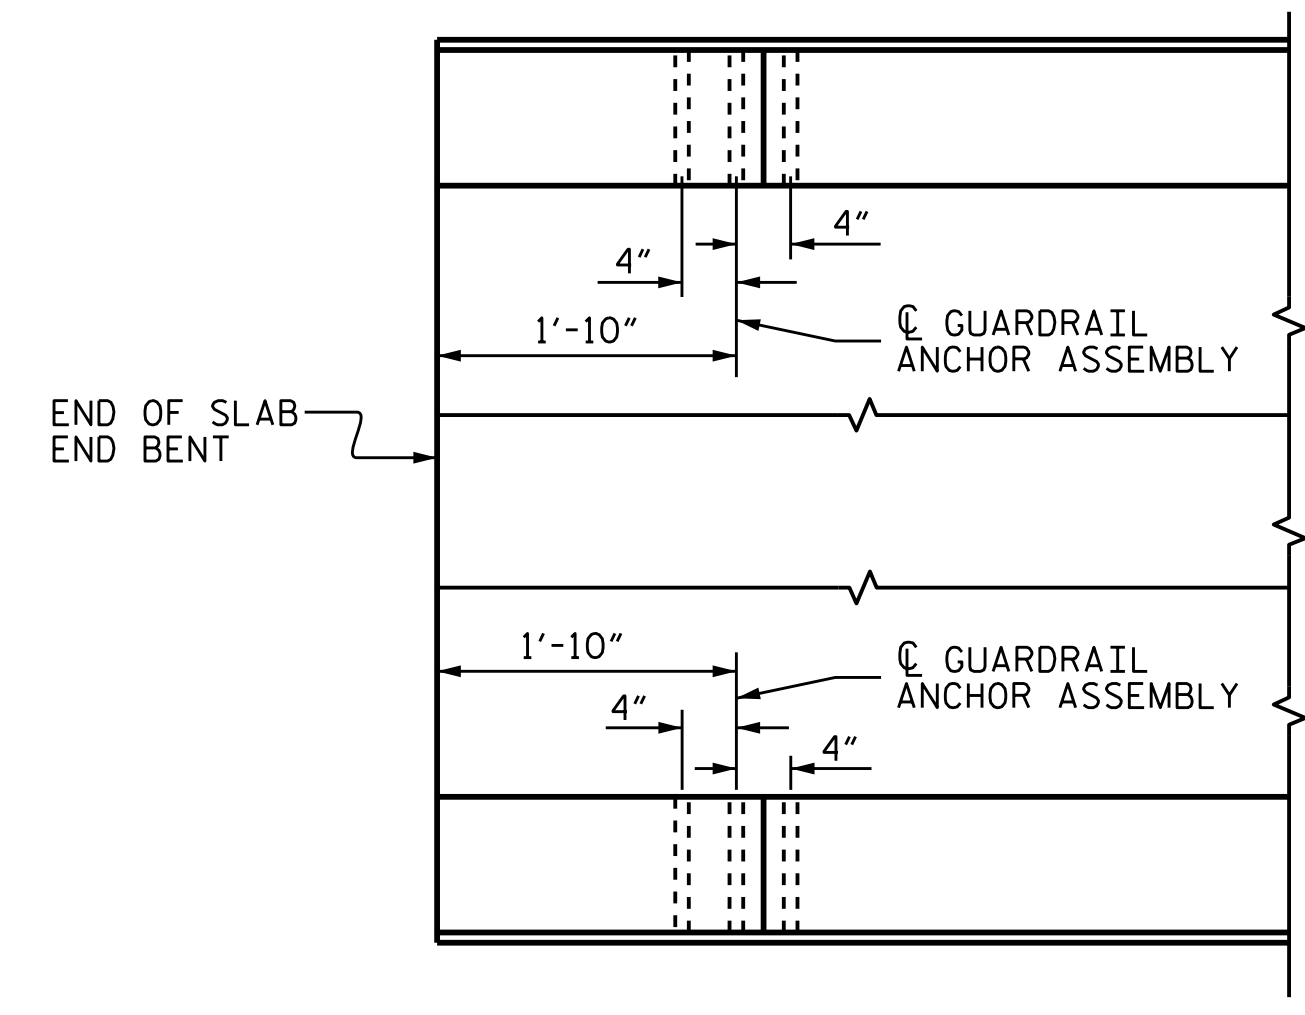 4"
4"
1'-10"
℄ GUARDRAIL
ANCHOR ASSEMBLY
END OF SLAB
END BENT
1'-10"
℄ GUARDRAIL
ANCHOR ASSEMBLY
4"
4"